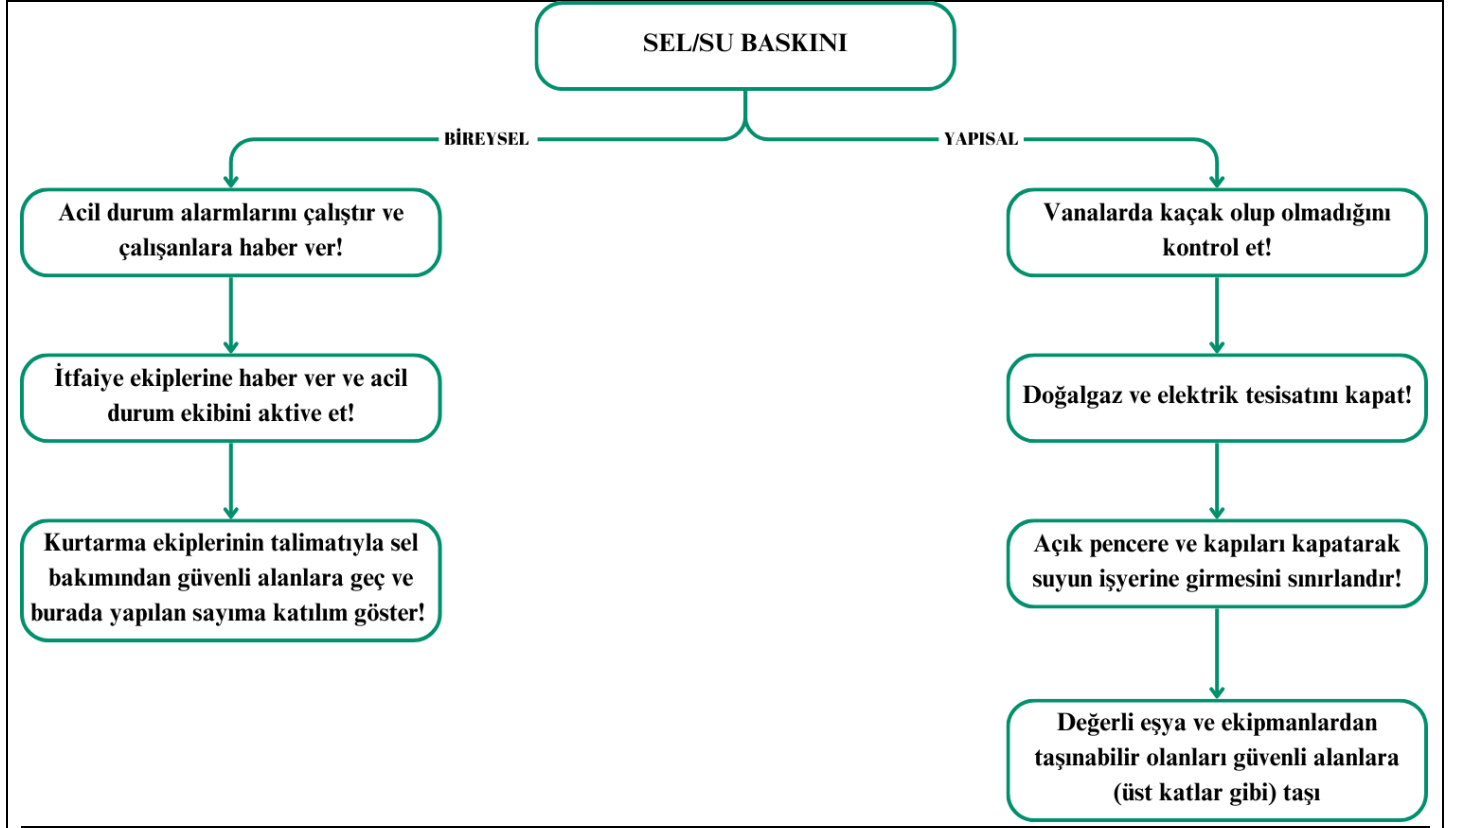 SEL/SU BASKINI
BİREYSEL
YAPISAL
Acil durum alarmlarını çalıştır ve
çalışanlara haber ver!
İtfaiye ekiplerine haber ver ve acil
durum ekibini aktive et!
Kurtarma ekiplerinin talimatıyla sel
bakımından güvenli alanlara geç ve
burada yapılan sayıma katılım göster!
Vanalarda kaçak olup olmadığını
kontrol et!
Doğalgaz ve elektrik tesisatını kapat!
Açık pencere ve kapıları kapatarak
suyun işyerine girmesini sınırlandır!
Değerli eşya ve ekipmanlardan
taşınabilir olanları güvenli alanlara
(üst katlar gibi) taşı